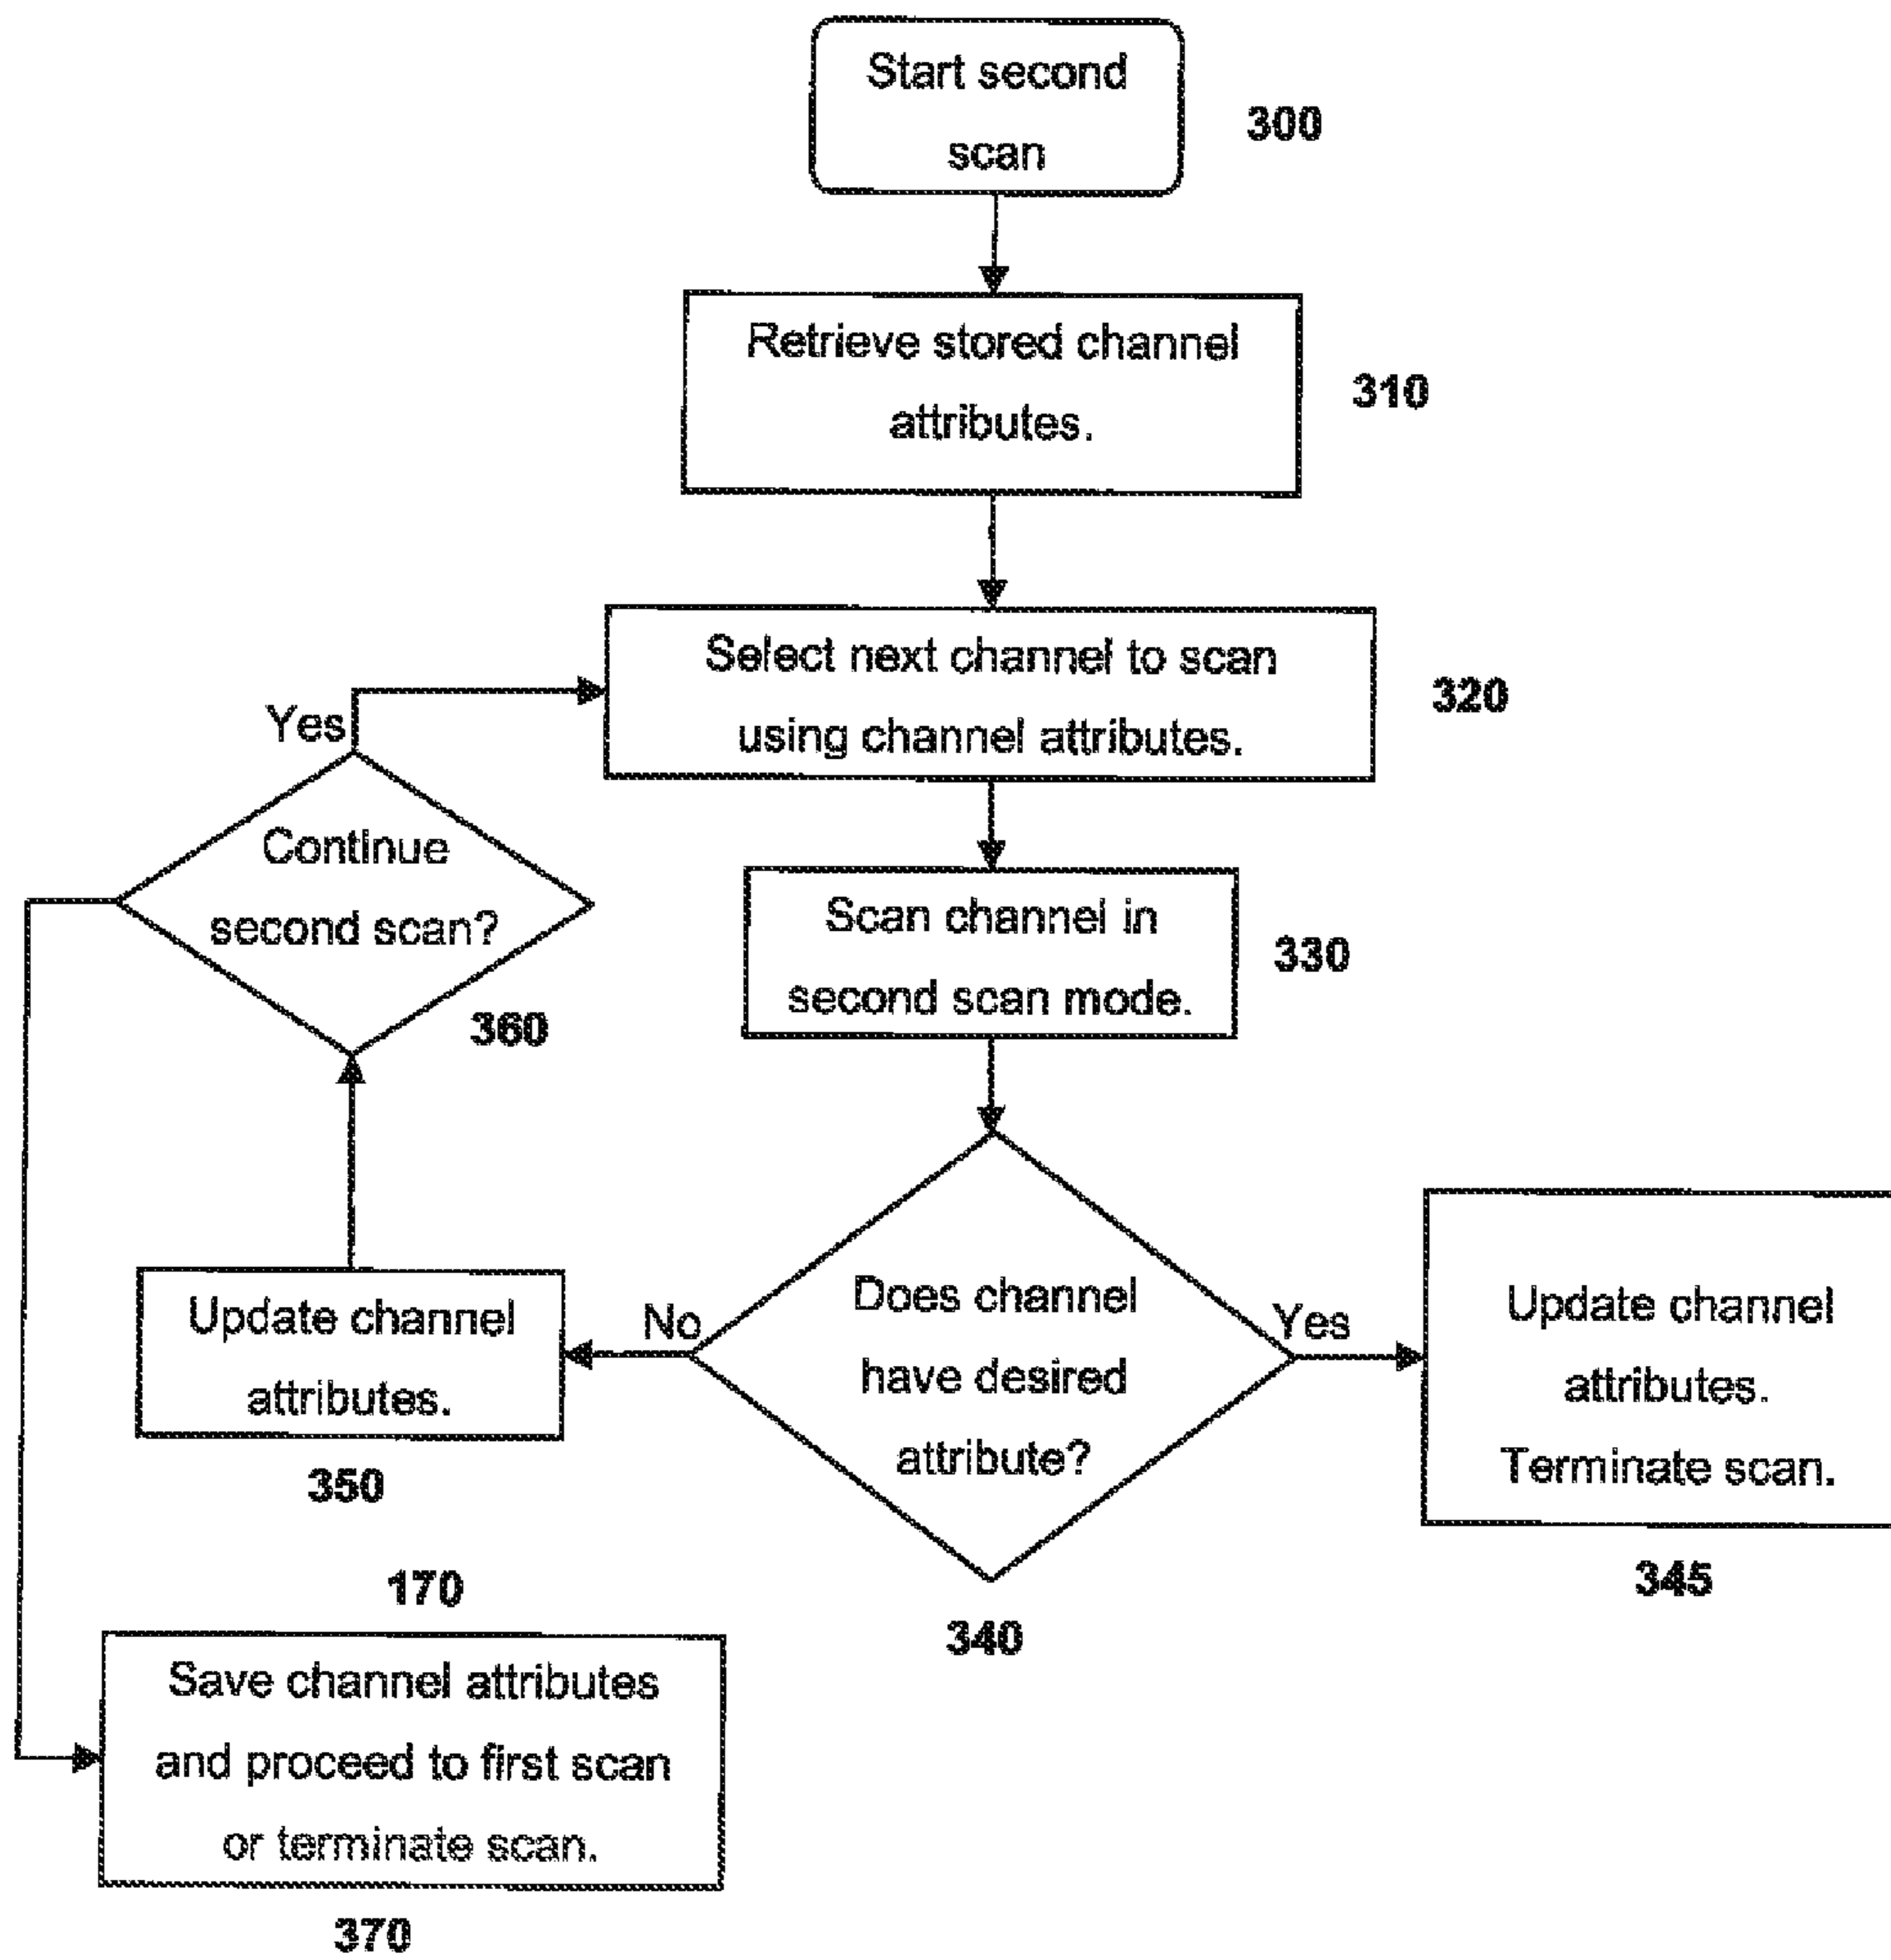 Start second
scan
300
Retrieve stored channel
attributes.
310
Select next channel to scan
using channel attributes.
320
Yes
Continue
second scan?
360
Scan channel in
second scan mode.
330
Does channel
have desired
attribute?
340
No
Yes
Update channel
attributes.
350
Update channel
attributes.
Terminate scan.
345
170
Save channel attributes
and proceed to first scan
or terminate scan.
370